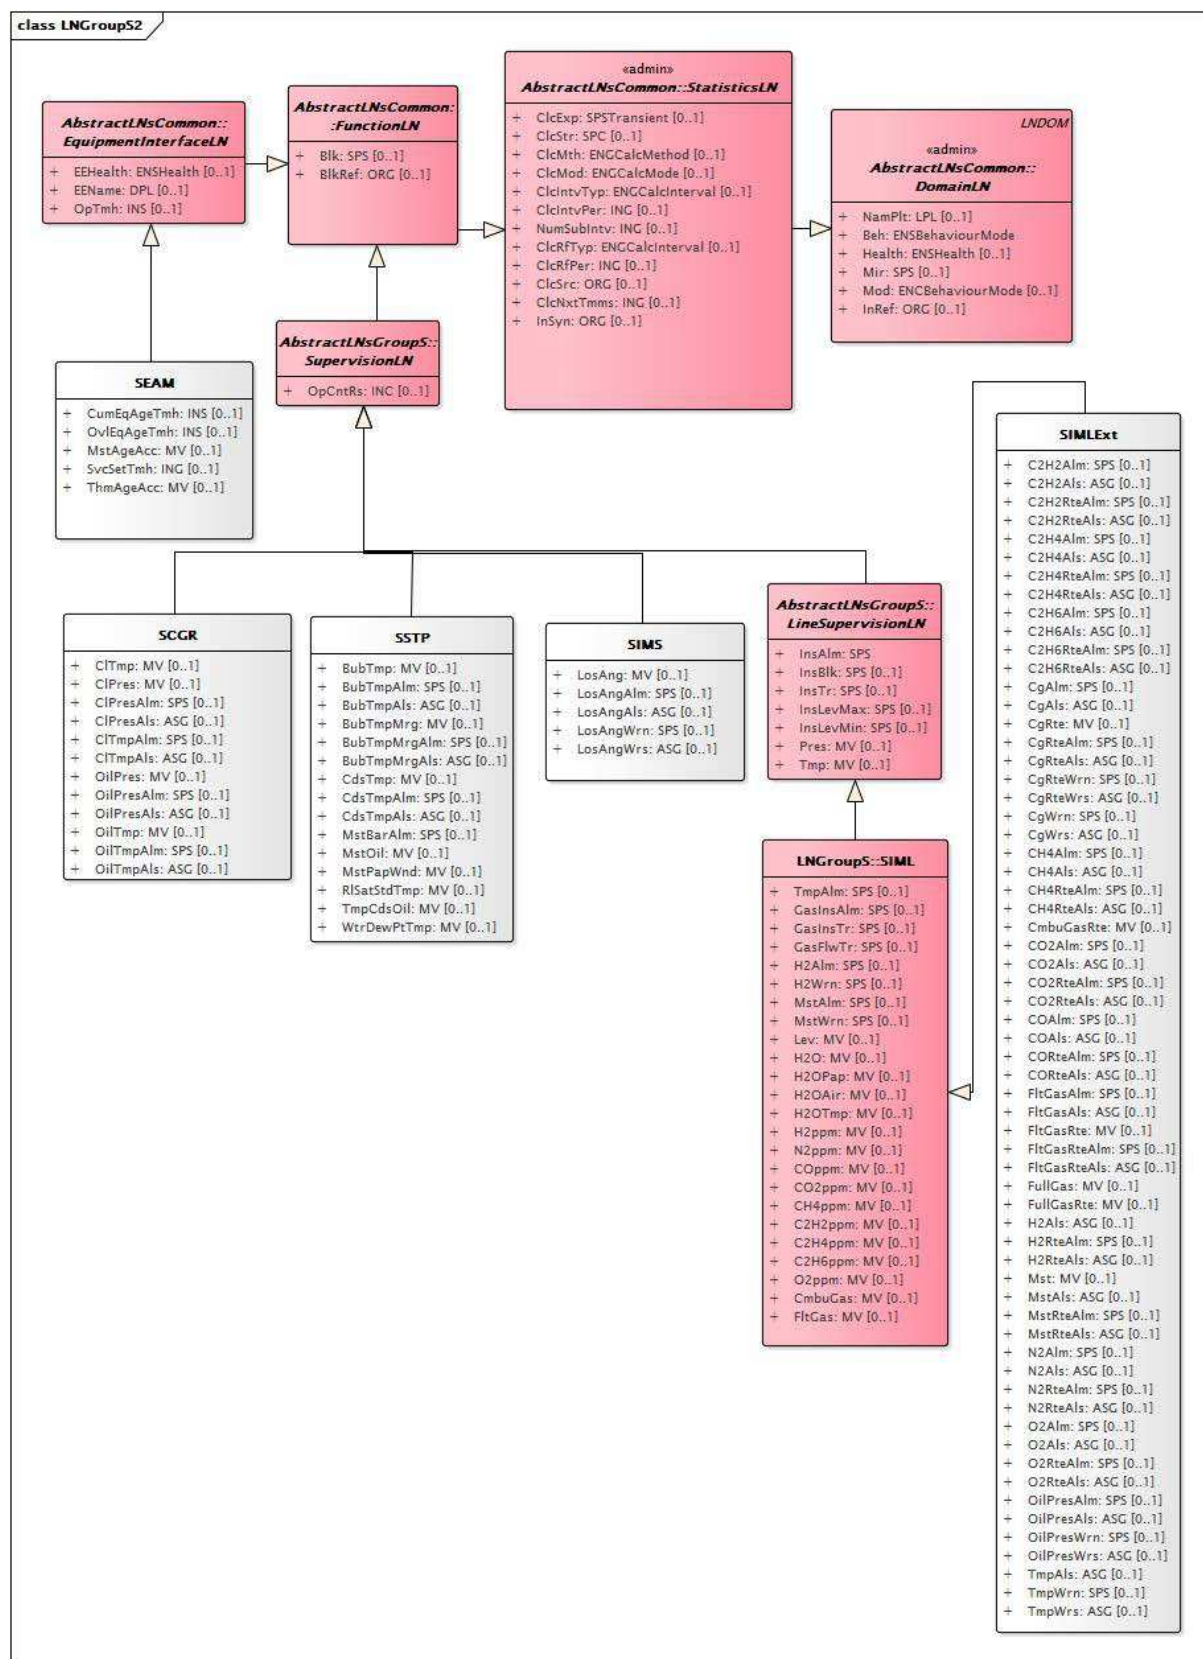 class LNGroupS2
AbstractLNsCommon::
EquipmentInterfaceLN
+ EEHealth: ENSHealth [0..1]
+ EEName: DPL [0..1]
+ OpTmh: INS [0..1]
AbstractLNsCommon:
:FunctionLN
+ Blk: SPS [0..1]
+ BlkRef: ORG [0..1]
«admin»
AbstractLNsCommon::StatisticsLN
+ ClcExp: SPSTransient [0..1]
+ ClcStr: SPC [0..1]
+ ClcMth: ENGCalcMethod [0..1]
+ ClcMod: ENGCalcMode [0..1]
+ ClcIntvTyp: ENGCalcInterval [0..1]
+ ClcIntvPer: ING [0..1]
+ NumSubIntv: ING [0..1]
+ ClcRfTyp: ENGCalcInterval [0..1]
+ ClcRfPer: ING [0..1]
+ ClcSrc: ORG [0..1]
+ ClcNxtTmms: ING [0..1]
+ InSyn: ORG [0..1]
LNDOM
«admin»
AbstractLNsCommon::
DomainLN
+ NamPlt: LPL [0..1]
+ Beh: ENSBehaviourMode
+ Health: ENSHealth [0..1]
+ Mir: SPS [0..1]
+ Mod: ENCBehaviourMode [0..1]
+ InRef: ORG [0..1]
AbstractLNsGroupS::
SupervisionLN
+ OpCntRs: INC [0..1]
SEAM
+ CumEqAgeTmh: INS [0..1]
+ OvlEqAgeTmh: INS [0..1]
+ MstAgeAcc: MV [0..1]
+ SvcSetTmh: ING [0..1]
+ ThmAgeAcc: MV [0..1]
SCGR
+ ClTmp: MV [0..1]
+ ClPres: MV [0..1]
+ ClPresAlm: SPS [0..1]
+ ClPresAls: ASG [0..1]
+ ClTmpAlm: SPS [0..1]
+ ClTmpAls: ASG [0..1]
+ OilPres: MV [0..1]
+ OilPresAlm: SPS [0..1]
+ OilPresAls: ASG [0..1]
+ OilTmp: MV [0..1]
+ OilTmpAlm: SPS [0..1]
+ OilTmpAls: ASG [0..1]
SSTP
+ BubTmp: MV [0..1]
+ BubTmpAlm: SPS [0..1]
+ BubTmpAls: ASG [0..1]
+ BubTmpMrg: MV [0..1]
+ BubTmpMrgAlm: SPS [0..1]
+ BubTmpMrgAls: ASG [0..1]
+ CdsTmp: MV [0..1]
+ CdsTmpAlm: SPS [0..1]
+ CdsTmpAls: ASG [0..1]
+ MstBarAlm: SPS [0..1]
+ MstOil: MV [0..1]
+ MstPapWnd: MV [0..1]
+ RlSatStdTmp: MV [0..1]
+ TmpCdsOil: MV [0..1]
+ WtrDewPtTmp: MV [0..1]
SIMS
+ LosAng: MV [0..1]
+ LosAngAlm: SPS [0..1]
+ LosAngAls: ASG [0..1]
+ LosAngWrn: SPS [0..1]
+ LosAngWrs: ASG [0..1]
AbstractLNsGroupS::
LineSupervisionLN
+ InsAlm: SPS
+ InsBlk: SPS [0..1]
+ InsTr: SPS [0..1]
+ InsLevMax: SPS [0..1]
+ InsLevMin: SPS [0..1]
+ Pres: MV [0..1]
+ Tmp: MV [0..1]
LNGroupS::SIML
+ TmpAlm: SPS [0..1]
+ GasInsAlm: SPS [0..1]
+ GasInsTr: SPS [0..1]
+ GasFlwTr: SPS [0..1]
+ H2Alm: SPS [0..1]
+ H2Wrn: SPS [0..1]
+ MstAlm: SPS [0..1]
+ MstWrn: SPS [0..1]
+ Lev: MV [0..1]
+ H2O: MV [0..1]
+ H2OPap: MV [0..1]
+ H2OAir: MV [0..1]
+ H2OTmp: MV [0..1]
+ H2ppm: MV [0..1]
+ N2ppm: MV [0..1]
+ COppm: MV [0..1]
+ CO2ppm: MV [0..1]
+ CH4ppm: MV [0..1]
+ C2H2ppm: MV [0..1]
+ C2H4ppm: MV [0..1]
+ C2H6ppm: MV [0..1]
+ O2ppm: MV [0..1]
+ CmbuGas: MV [0..1]
+ FltGas: MV [0..1]
SIMLExt
+ C2H2Alm: SPS [0..1]
+ C2H2Als: ASG [0..1]
+ C2H2RteAlm: SPS [0..1]
+ C2H2RteAls: ASG [0..1]
+ C2H4Alm: SPS [0..1]
+ C2H4Als: ASG [0..1]
+ C2H4RteAlm: SPS [0..1]
+ C2H4RteAls: ASG [0..1]
+ C2H6Alm: SPS [0..1]
+ C2H6Als: ASG [0..1]
+ C2H6RteAlm: SPS [0..1]
+ C2H6RteAls: ASG [0..1]
+ CgAlm: SPS [0..1]
+ CgAls: ASG [0..1]
+ CgRte: MV [0..1]
+ CgRteAlm: SPS [0..1]
+ CgRteAls: ASG [0..1]
+ CgRteWrn: SPS [0..1]
+ CgRteWrs: ASG [0..1]
+ CgWrn: SPS [0..1]
+ CgWrs: ASG [0..1]
+ CH4Alm: SPS [0..1]
+ CH4Als: ASG [0..1]
+ CH4RteAlm: SPS [0..1]
+ CH4RteAls: ASG [0..1]
+ CmbuGasRte: MV [0..1]
+ CO2Alm: SPS [0..1]
+ CO2Als: ASG [0..1]
+ CO2RteAlm: SPS [0..1]
+ CO2RteAls: ASG [0..1]
+ COAlm: SPS [0..1]
+ COAls: ASG [0..1]
+ CORteAlm: SPS [0..1]
+ CORteAls: ASG [0..1]
+ FltGasAlm: SPS [0..1]
+ FltGasAls: ASG [0..1]
+ FltGasRte: MV [0..1]
+ FltGasRteAlm: SPS [0..1]
+ FltGasRteAls: ASG [0..1]
+ FullGas: MV [0..1]
+ FullGasRte: MV [0..1]
+ H2Als: ASG [0..1]
+ H2RteAlm: SPS [0..1]
+ H2RteAls: ASG [0..1]
+ Mst: MV [0..1]
+ MstAls: ASG [0..1]
+ MstRteAlm: SPS [0..1]
+ MstRteAls: ASG [0..1]
+ N2Alm: SPS [0..1]
+ N2Als: ASG [0..1]
+ N2RteAlm: SPS [0..1]
+ N2RteAls: ASG [0..1]
+ O2Alm: SPS [0..1]
+ O2Als: ASG [0..1]
+ O2RteAlm: SPS [0..1]
+ O2RteAls: ASG [0..1]
+ OilPresAlm: SPS [0..1]
+ OilPresAls: ASG [0..1]
+ OilPresWrn: SPS [0..1]
+ OilPresWrs: ASG [0..1]
+ TmpAls: ASG [0..1]
+ TmpWrn: SPS [0..1]
+ TmpWrs: ASG [0..1]